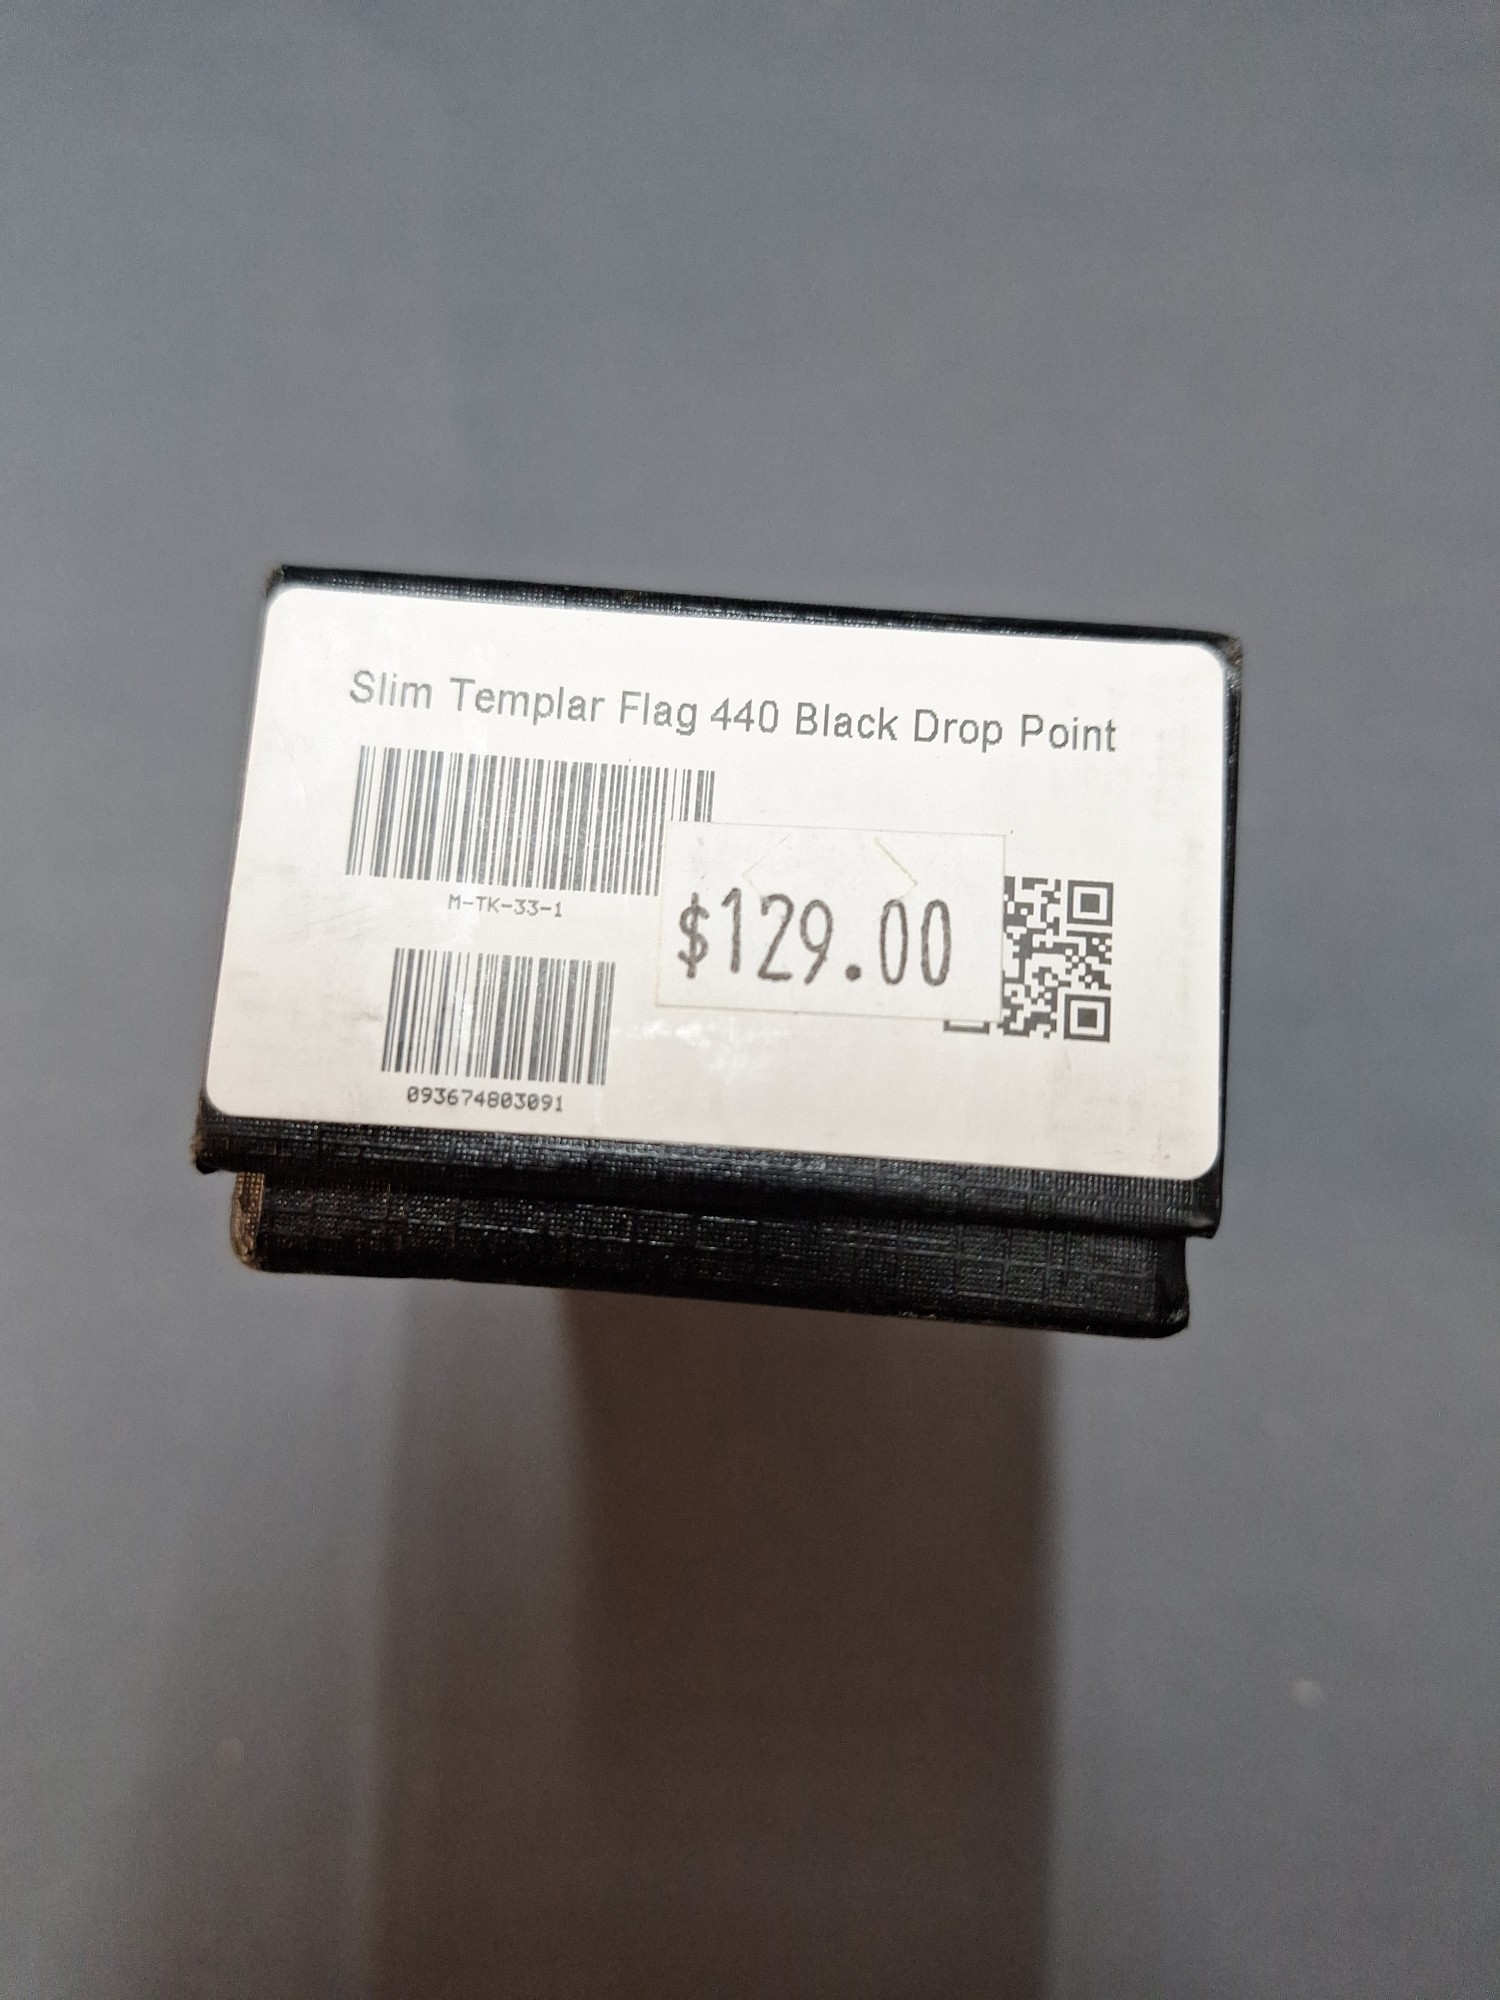 Slim Templar Flag 440 Black Drop Point
M-TK-33-1
$129.00
093674803091